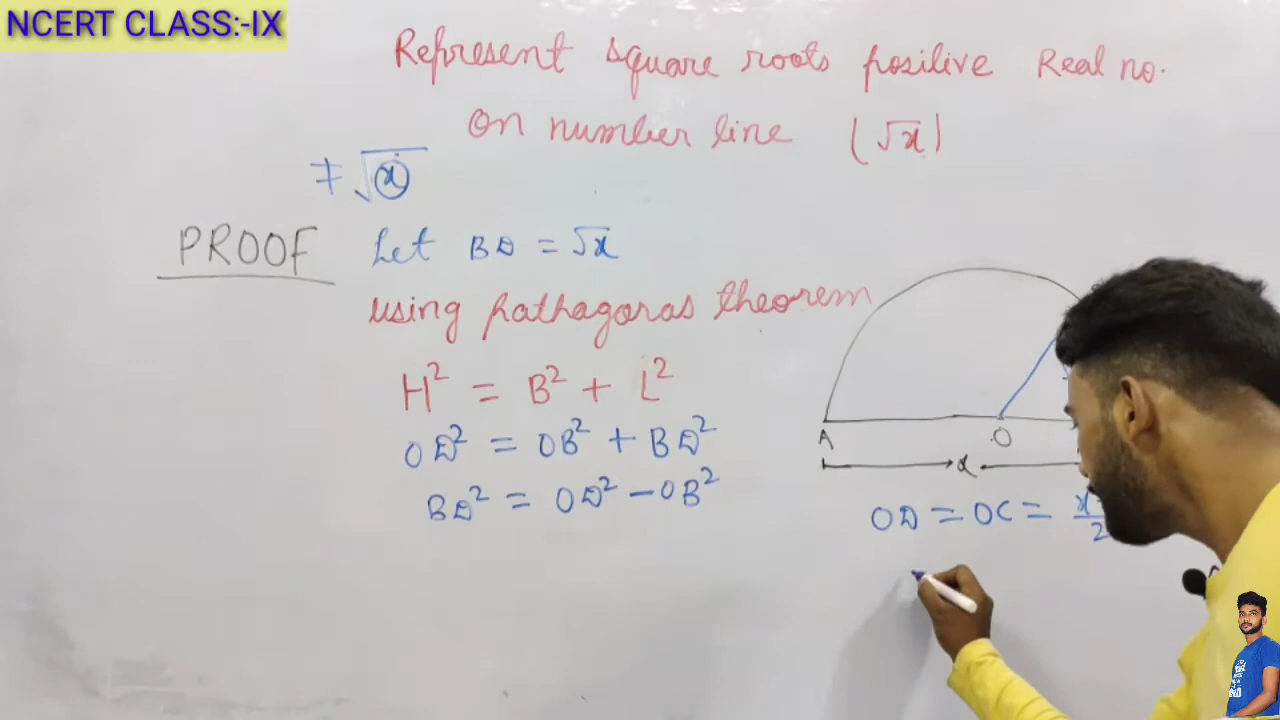 NCERT CLASS:-IX
Represent square roots positive Real no.
on number line (√x)
≠ √x
PROOF Let BD = √x
using pathagoras theorem
H² = B² + L²
OD² = OB² + BD²
BD² = OD² - OB²
A O
x
OD = OC =